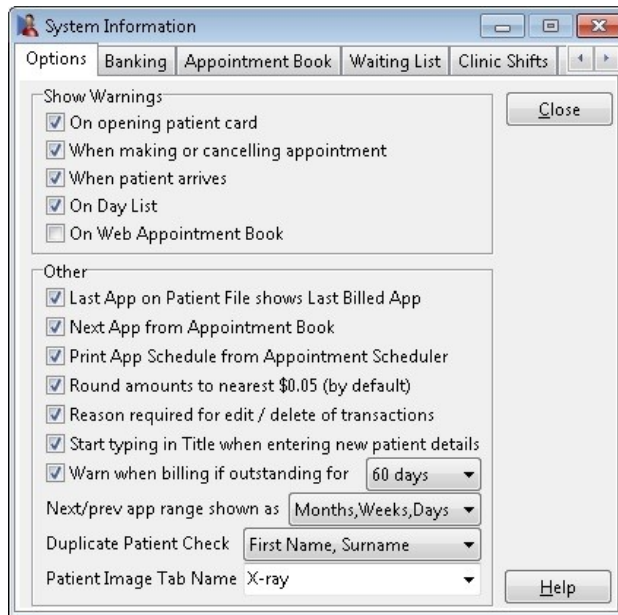 System Information
Options Banking Appointment Book Waiting List Clinic Shifts
Show Warnings
Close
On opening patient card
When making or cancelling appointment
When patient arrives
On Day List
On Web Appointment Book
Other
Last App on Patient File shows Last Billed App
Next App from Appointment Book
Print App Schedule from Appointment Scheduler
Round amounts to nearest $0.05 (by default)
Reason required for edit / delete of transactions
Start typing in Title when entering new patient details
Warn when billing if outstanding for 60 days
Next/prev app range shown as Months,Weeks,Days
Duplicate Patient Check First Name, Surname
Patient Image Tab Name X-ray
Help